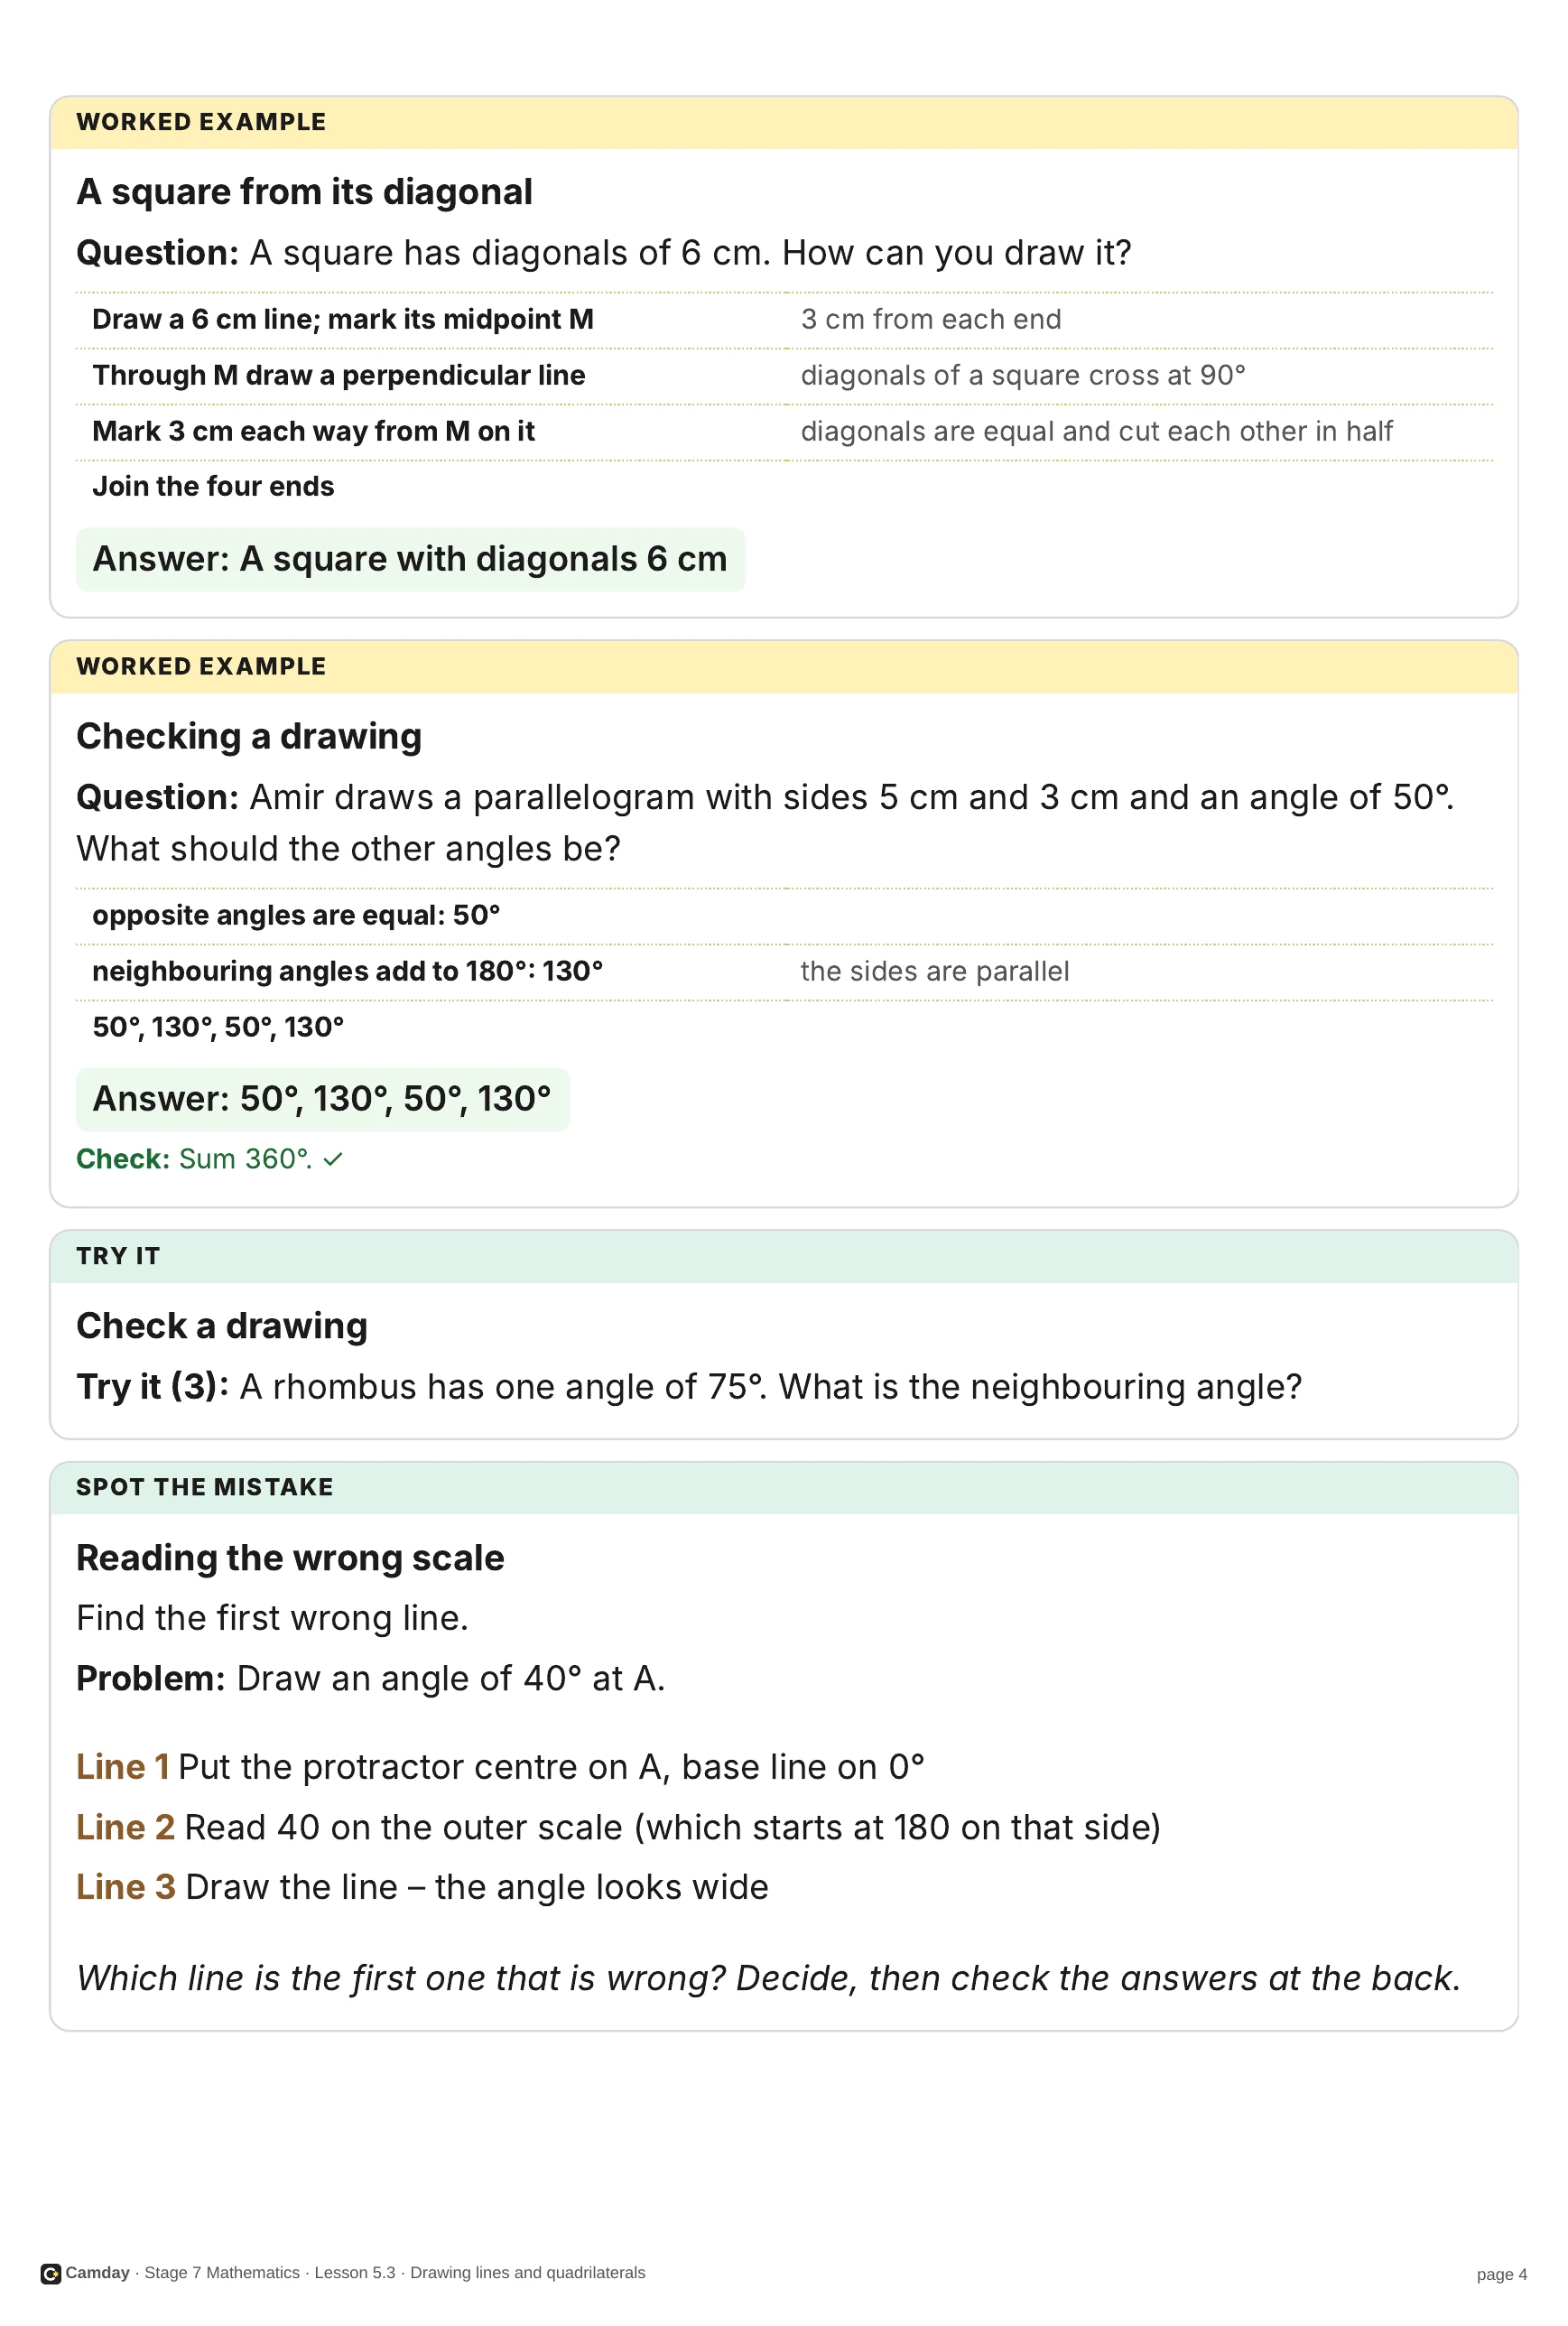 WORKED EXAMPLE
A square from its diagonal
Question: A square has diagonals of 6 cm. How can you draw it?
Draw a 6 cm line; mark its midpoint M 3 cm from each end
Through M draw a perpendicular line diagonals of a square cross at 90°
Mark 3 cm each way from M on it diagonals are equal and cut each other in half
Join the four ends
Answer: A square with diagonals 6 cm
WORKED EXAMPLE
Checking a drawing
Question: Amir draws a parallelogram with sides 5 cm and 3 cm and an angle of 50°.
What should the other angles be?
opposite angles are equal: 50°
neighbouring angles add to 180°: 130° the sides are parallel
50°, 130°, 50°, 130°
Answer: 50°, 130°, 50°, 130°
Check: Sum 360°. ✓
TRY IT
Check a drawing
Try it (3): A rhombus has one angle of 75°. What is the neighbouring angle?
SPOT THE MISTAKE
Reading the wrong scale
Find the first wrong line.
Problem: Draw an angle of 40° at A.
Line 1 Put the protractor centre on A, base line on 0°
Line 2 Read 40 on the outer scale (which starts at 180 on that side)
Line 3 Draw the line – the angle looks wide
Which line is the first one that is wrong? Decide, then check the answers at the back.
Camday · Stage 7 Mathematics · Lesson 5.3 · Drawing lines and quadrilaterals
page 4